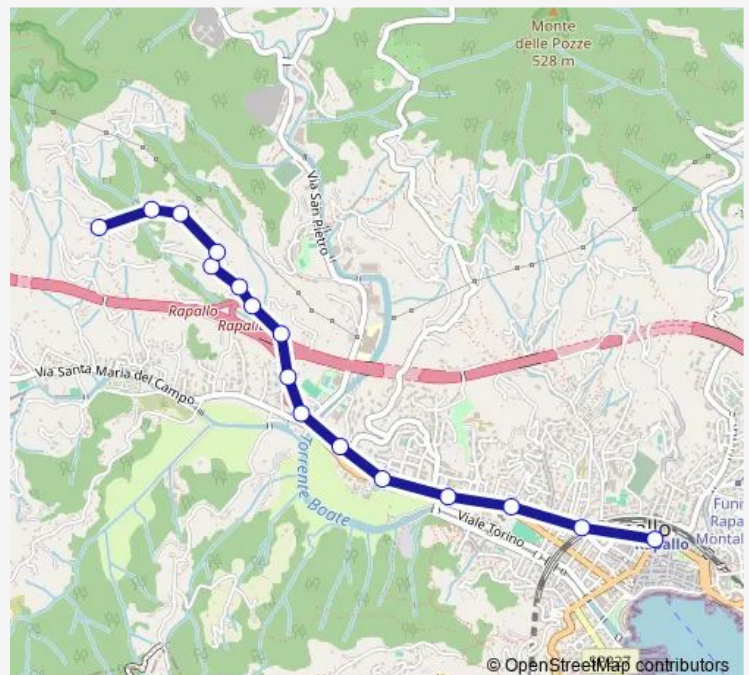 Monte
delle Pozze
528 m
Via San Pietro
Rapallo
Via Santa Maria del Campo
Torrente Boate
Viale Torino
Rapallo
© OpenStreetMap contributors